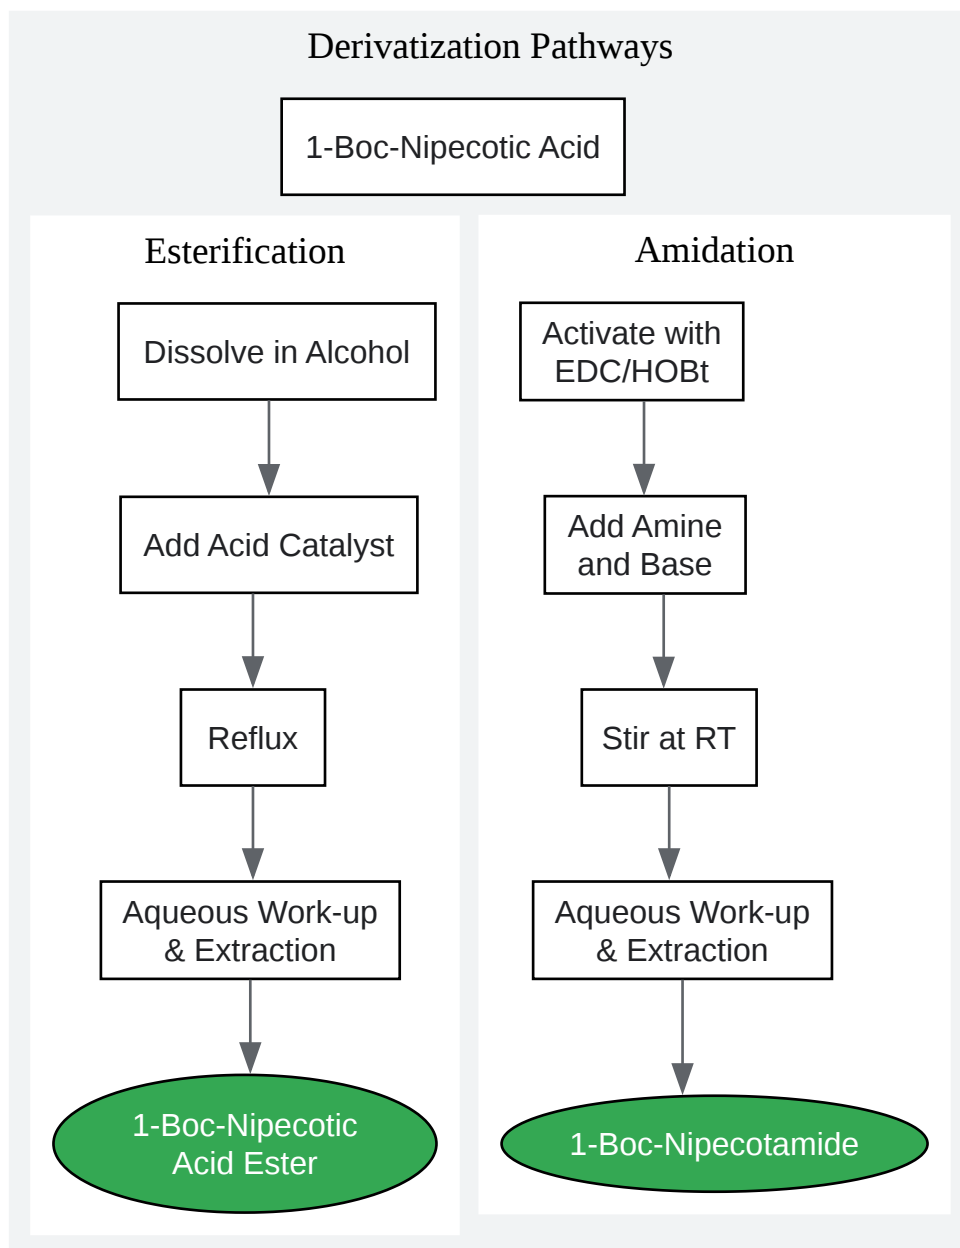 Derivatization Pathways
1-Boc-Nipecotic Acid
Esterification
Dissolve in Alcohol
Add Acid Catalyst
Reflux
Aqueous Work-up
& Extraction
1-Boc-Nipecotic
Acid Ester
Amidation
Activate with
EDC/HOBt
Add Amine
and Base
Stir at RT
Aqueous Work-up
& Extraction
1-Boc-Nipecotamide